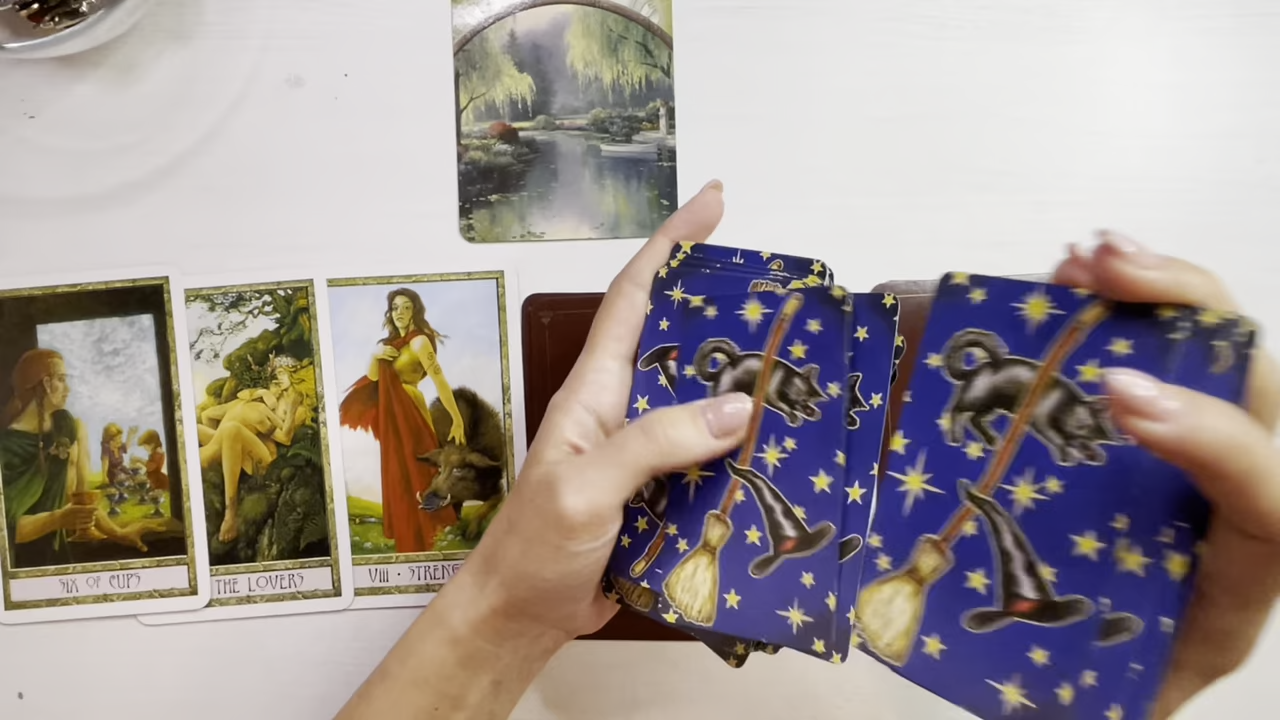 SIX OF CUPS
THE LOVERS
VIII • STRENG